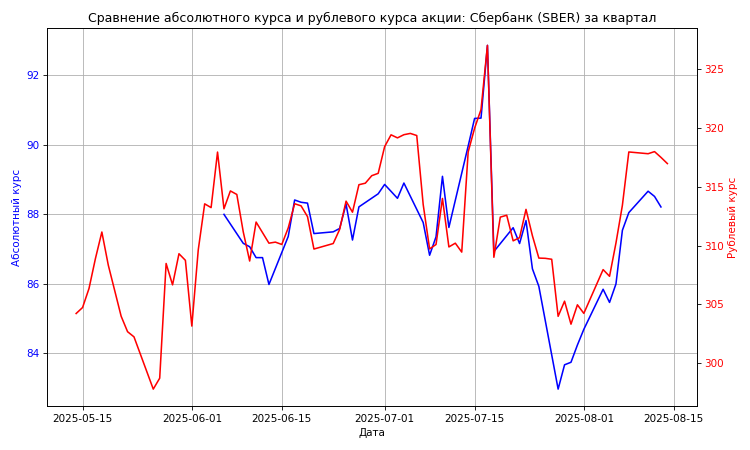 Сравнение абсолютного курса и рублевого курса акции: Сбербанк (SBER) за квартал
Абсолютный курс
92
90
88
86
84
325
320
315
310
305
300
Рублевый курс
2025-05-15 2025-06-01 2025-06-15 2025-07-01 2025-07-15 2025-08-01 2025-08-15
Дата